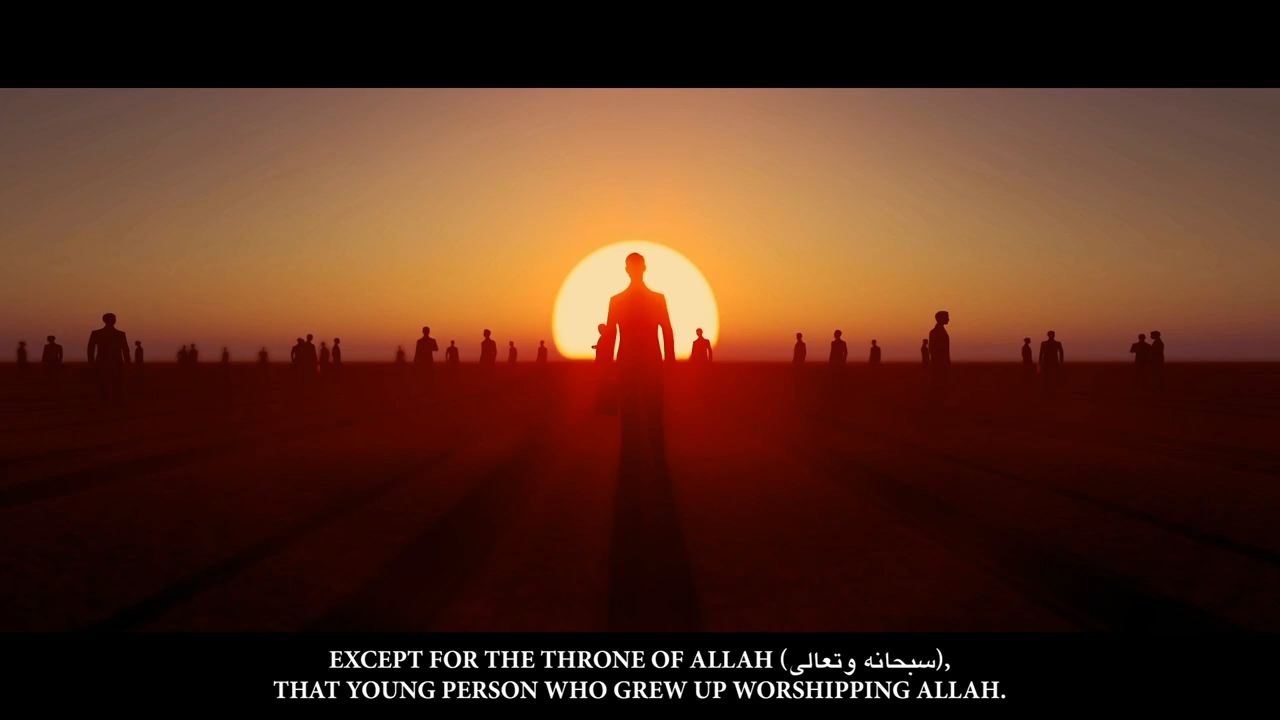 EXCEPT FOR THE THRONE OF ALLAH (سبحانه وتعالى),
THAT YOUNG PERSON WHO GREW UP WORSHIPPING ALLAH.